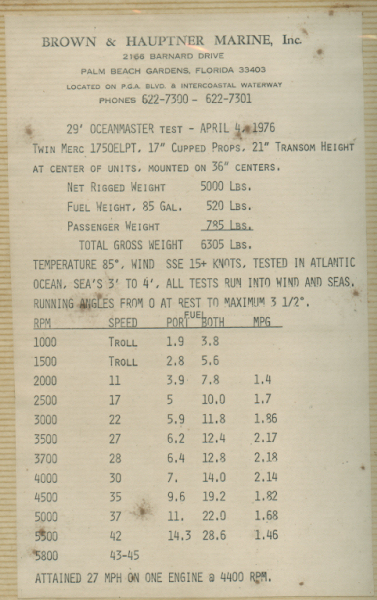 BROWN & HAUPTNER MARINE, Inc.
2166 BARNARD DRIVE
PALM BEACH GARDENS, FLORIDA 33403
LOCATED ON P.G.A. BLVD. & INTERCOASTAL WATERWAY
PHONES 622-7300 - 622-7301
29' OCEANMASTER TEST - APRIL 4, 1976
TWIN MERC 1750ELPT, 17" CUPPED PROPS, 21" TRANSOM HEIGHT
AT CENTER OF UNITS, MOUNTED ON 36" CENTERS.
NET RIGGED WEIGHT 5000 LBS.
FUEL WEIGHT, 85 GAL. 520 LBS.
PASSENGER WEIGHT 785 LBS.
TOTAL GROSS WEIGHT 6305 LBS.
TEMPERATURE 85°, WIND SSE 15+ KNOTS, TESTED IN ATLANTIC
OCEAN, SEA'S 3' TO 4', ALL TESTS RUN INTO WIND AND SEAS,
RUNNING ANGLES FROM 0 AT REST TO MAXIMUM 3 1/2°.
FUEL
RPM SPEED PORT BOTH MPG
1000 TROLL 1.9 3.8
1500 TROLL 2.8 5.6
2000 11 3.9 7.8 1.4
2500 17 5 10.0 1.7
3000 22 5.9 11.8 1.86
3500 27 6.2 12.4 2.17
3700 28 6.4 12.8 2.18
4000 30 7. 14.0 2.14
4500 35 9.6 19.2 1.82
5000 37 11. 22.0 1.68
5500 42 14.3 28.6 1.46
5800 43-45
ATTAINED 27 MPH ON ONE ENGINE @ 4400 RPM.